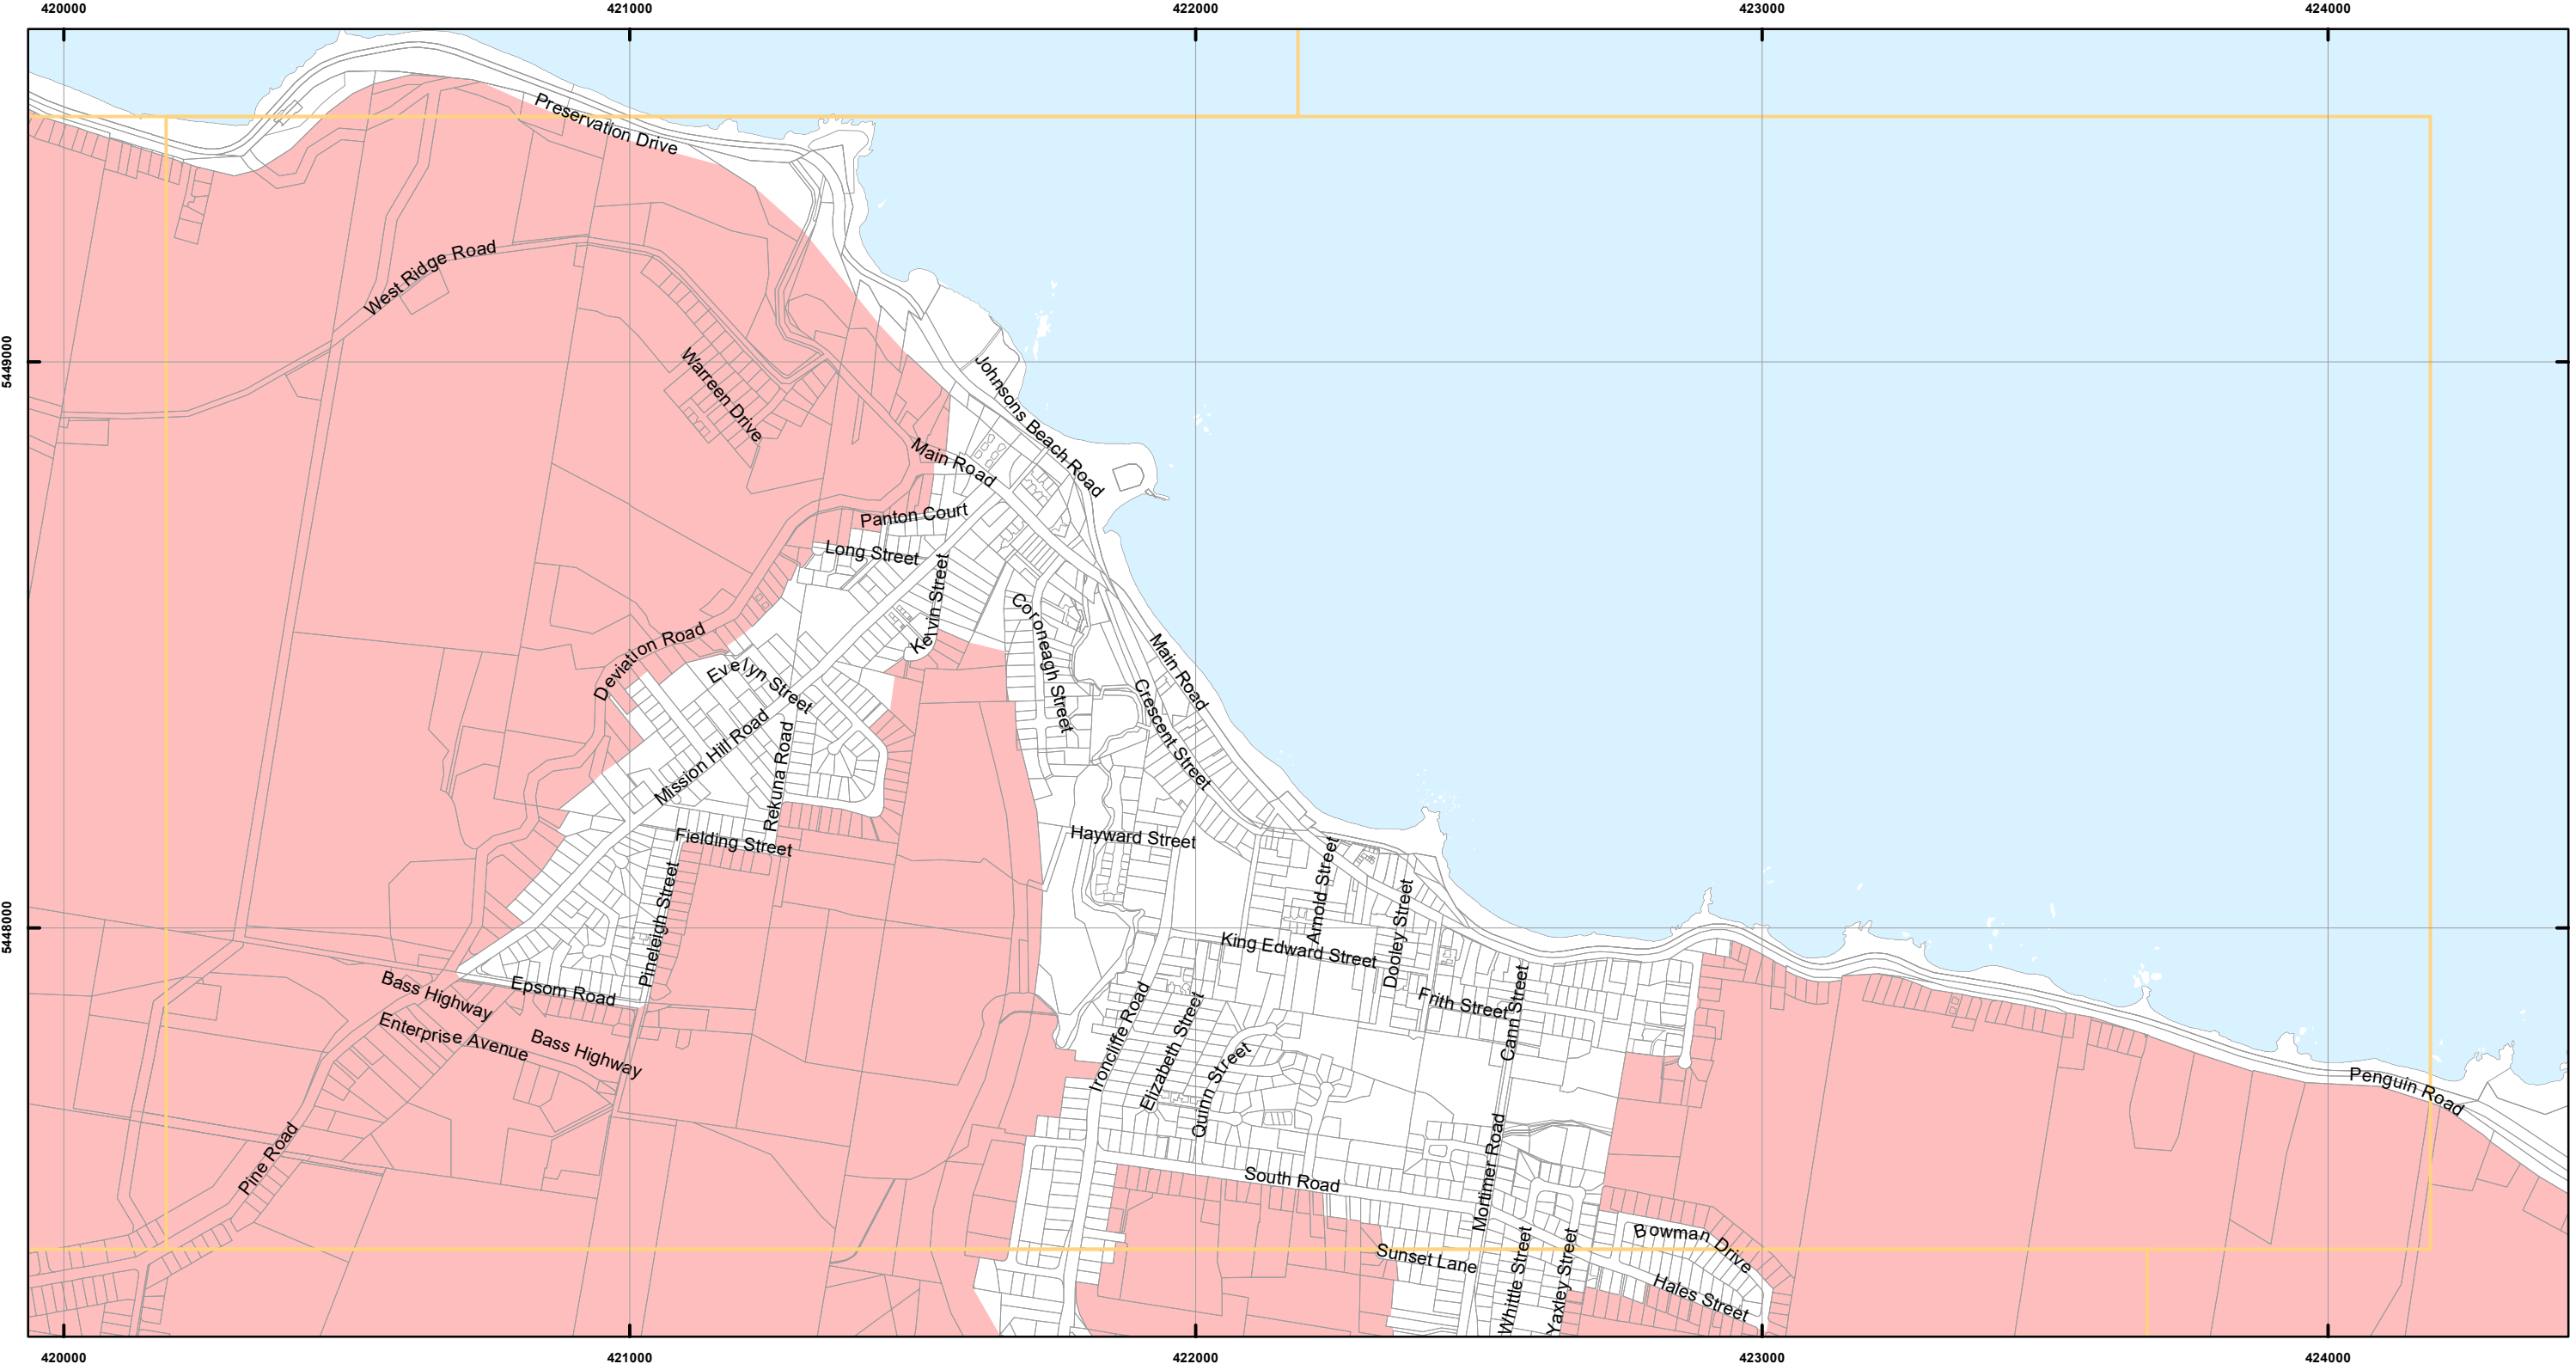 420000 421000 422000 423000 424000
Preservation Drive
West Ridge Road
5449000
Warreen Drive
Johnsons Beach Road
Main Road
Panton Court
Long Street
Kelvin Street
Coroneagh Street
Deviation Road
Evelyn Street
Main Road
Crescent Street
Mission Hill Road
Rekuna Road
Fielding Street
Hayward Street
Pineleigh Street
Arnold Street
Dooley Street
5448000
King Edward Street
Bass Highway
Epsom Road
Frith Street
Cann Street
Enterprise Avenue
Bass Highway
Ironcliffe Road
Elizabeth Street
Quinn Street
Penguin Road
Pine Road
South Road
Mortimer Road
Bowman Drive
Sunset Lane
Whittle Street
Yaxley Street
Hales Street
420000 421000 422000 423000 424000